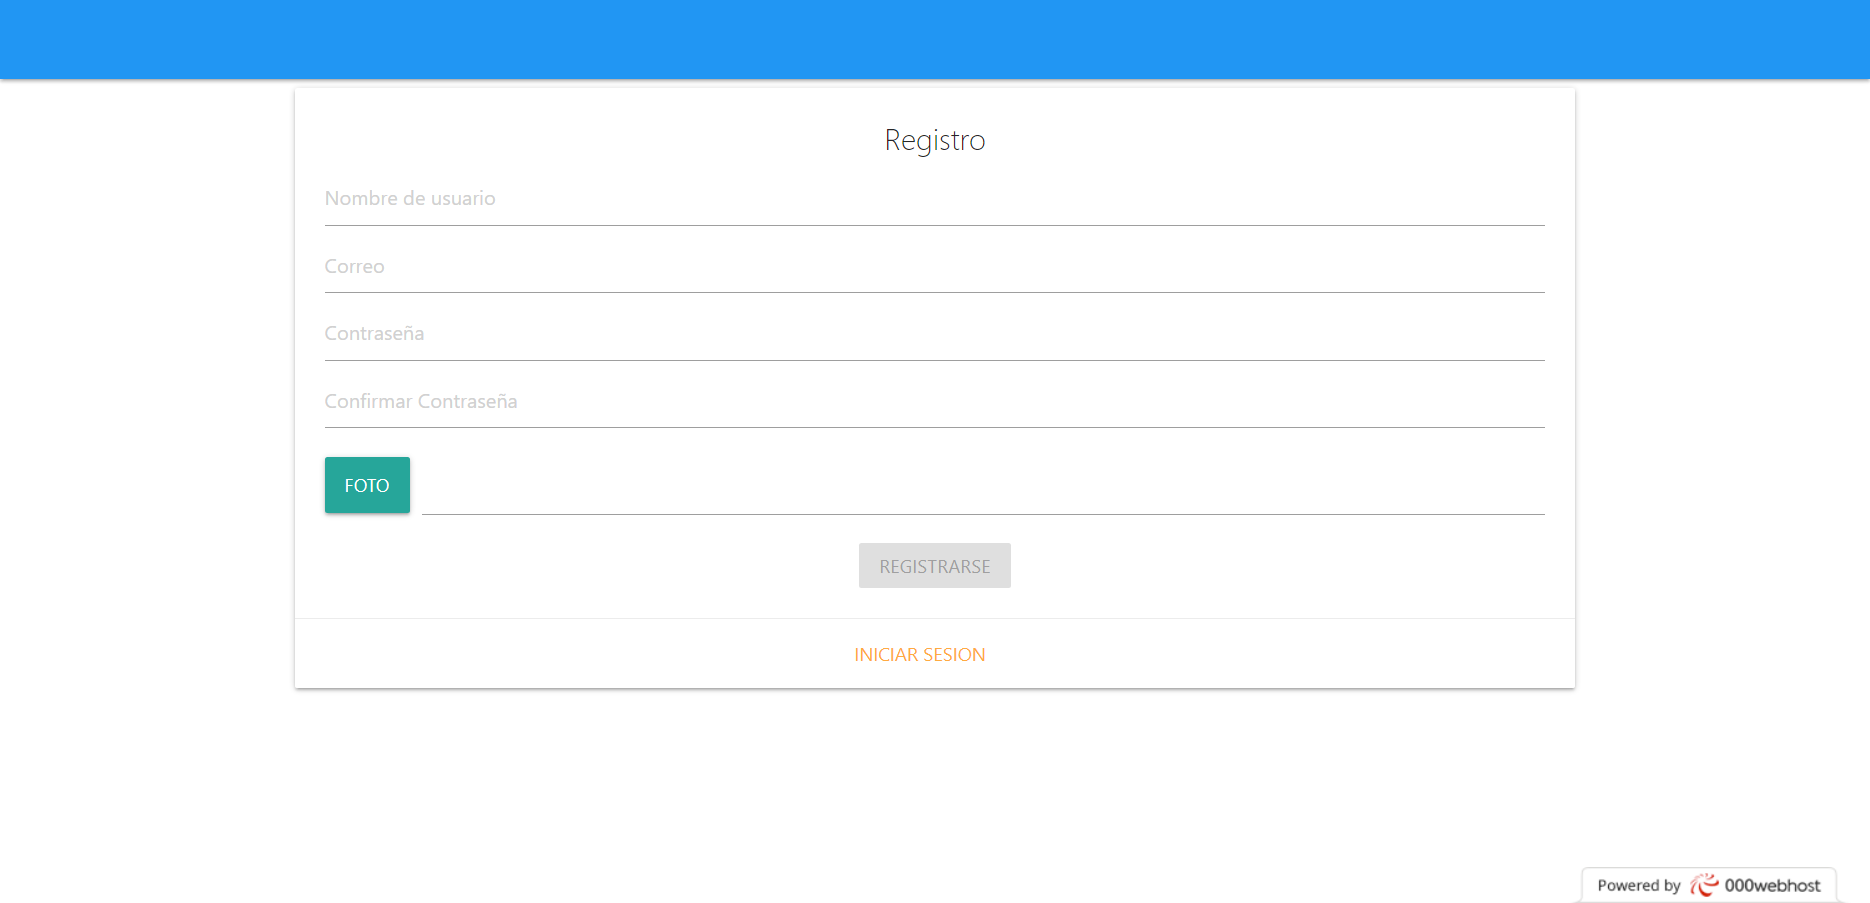 Registro
Nombre de usuario
Correo
Contraseña
Confirmar Contraseña
FOTO
REGISTRARSE
INICIAR SESION
Powered by 000webhost